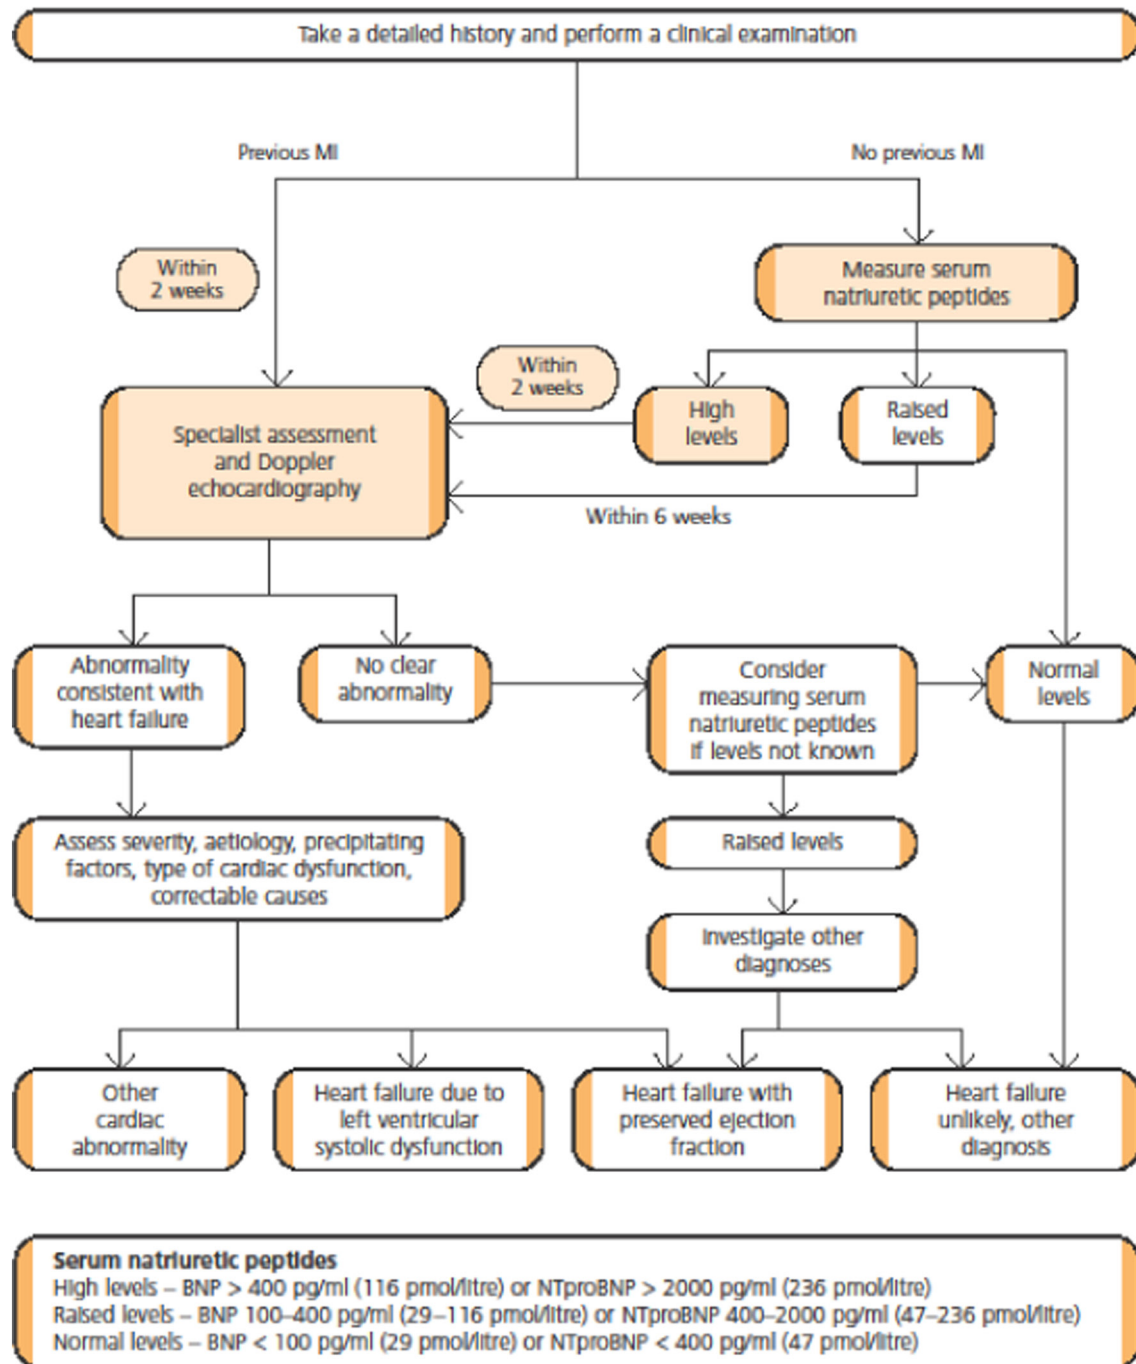 Take a detailed history and perform a clinical examination
Previous MI
No previous MI
Within
2 weeks
Measure serum
natriuretic peptides
Within
2 weeks
High
levels
Raised
levels
Specialist assessment
and Doppler
echocardiography
Within 6 weeks
Abnormality
consistent with
heart failure
No clear
abnormality
Consider
measuring serum
natriuretic peptides
if levels not known
Normal
levels
Assess severity, aetiology, precipitating
factors, type of cardiac dysfunction,
correctable causes
Raised levels
Investigate other
diagnoses
Other
cardiac
abnormality
Heart failure due to
left ventricular
systolic dysfunction
Heart failure with
preserved ejection
fraction
Heart failure
unlikely, other
diagnosis
Serum natriuretic peptides
High levels – BNP > 400 pg/ml (116 pmol/litre) or NTproBNP > 2000 pg/ml (236 pmol/litre)
Raised levels – BNP 100–400 pg/ml (29–116 pmol/litre) or NTproBNP 400–2000 pg/ml (47–236 pmol/litre)
Normal levels – BNP < 100 pg/ml (29 pmol/litre) or NTproBNP < 400 pg/ml (47 pmol/litre)